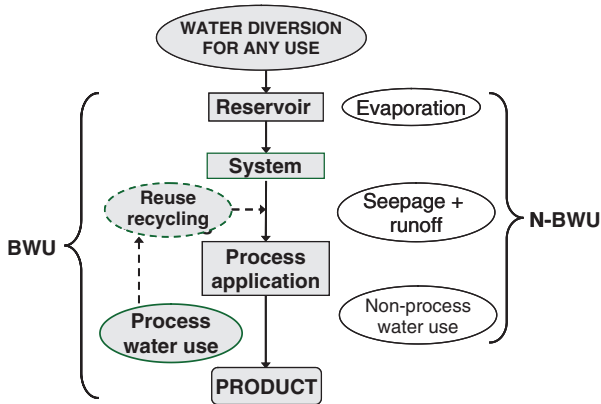 WATER DIVERSION
FOR ANY USE
Reservoir
Evaporation
System
Reuse
recycling
Seepage +
runoff
N-BWU
BWU
Process
application
Process
water use
Non-process
water use
PRODUCT